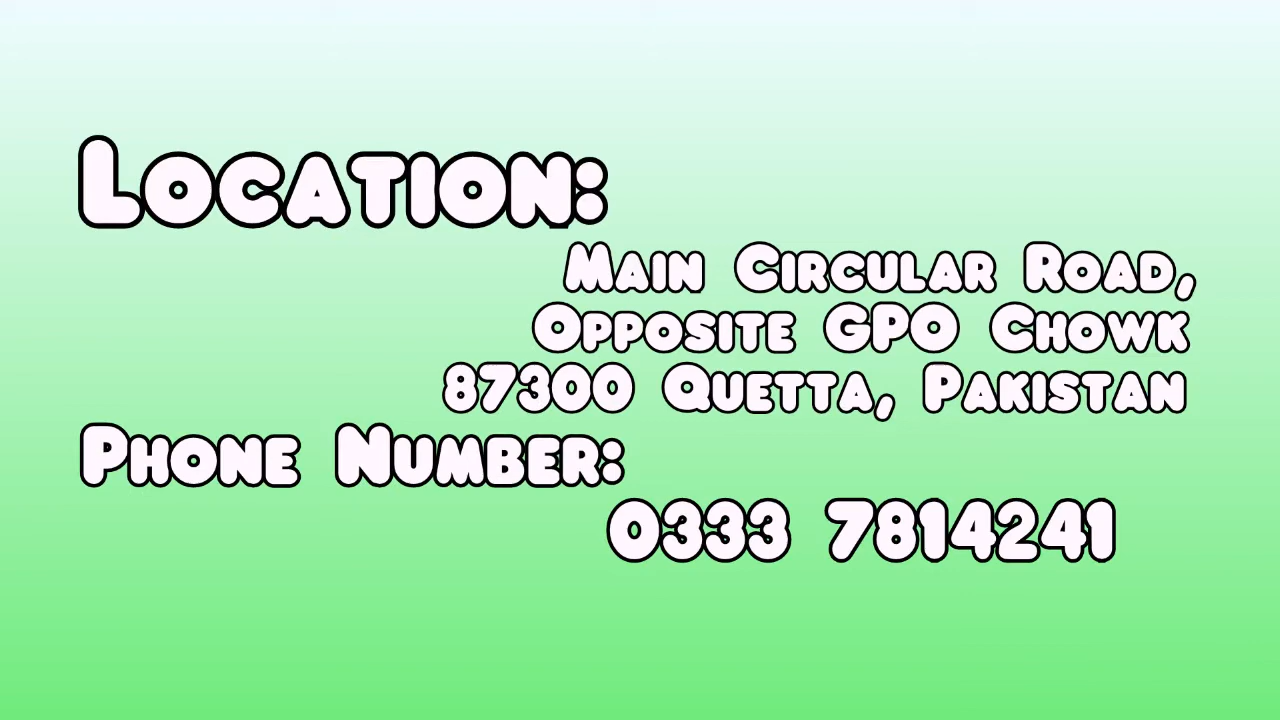 Location:
Main Circular Road,
Opposite GPO Chowk
87300 Quetta, Pakistan
Phone Number:
0333 7814241